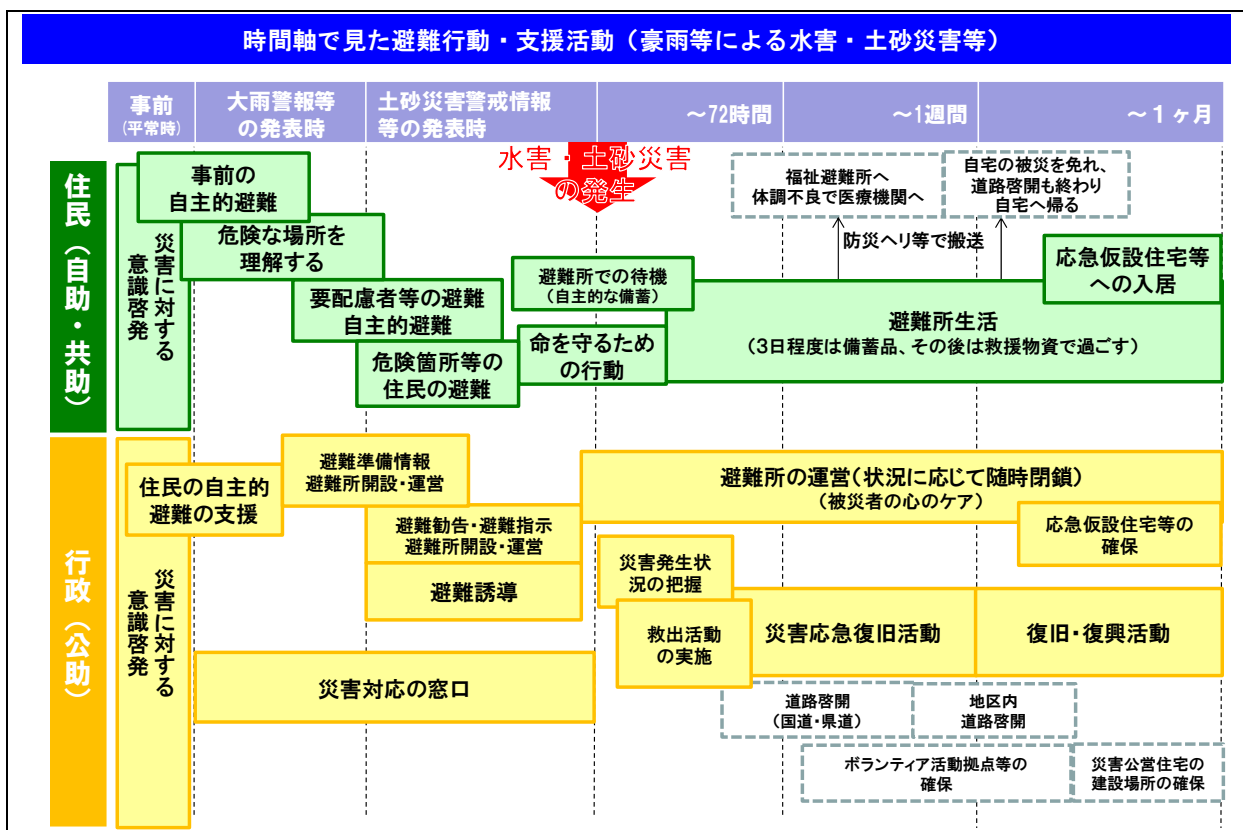 時間軸で見た避難行動・支援活動（豪雨等による水害・土砂災害等）
事前
(平常時)
大雨警報等
の発表時
土砂災害警戒情報
等の発表時
～72時間
～1週間
～１ヶ月
水害・土砂災害
の発生
住民（自助・共助）
災害に対する
意識啓発
事前の
自主的避難
危険な場所を
理解する
要配慮者等の避難
自主的避難
危険箇所等の
住民の避難
避難所での待機
（自主的な備蓄）
命を守るため
の行動
福祉避難所へ
体調不良で医療機関へ
自宅の被災を免れ、
道路啓開も終わり
自宅へ帰る
防災ヘリ等で搬送
応急仮設住宅等
への入居
避難所生活
（３日程度は備蓄品、その後は救援物資で過ごす）
行政（公助）
災害に対する
意識啓発
住民の自主的
避難の支援
避難準備情報
避難所開設・運営
避難勧告・避難指示
避難所開設・運営
避難誘導
災害対応の窓口
避難所の運営（状況に応じて随時閉鎖）
（被災者の心のケア）
応急仮設住宅等の
確保
災害発生状
況の把握
救出活動
の実施
災害応急復旧活動
復旧・復興活動
道路啓開
（国道・県道）
地区内
道路啓開
ボランティア活動拠点等の
確保
災害公営住宅の
建設場所の確保